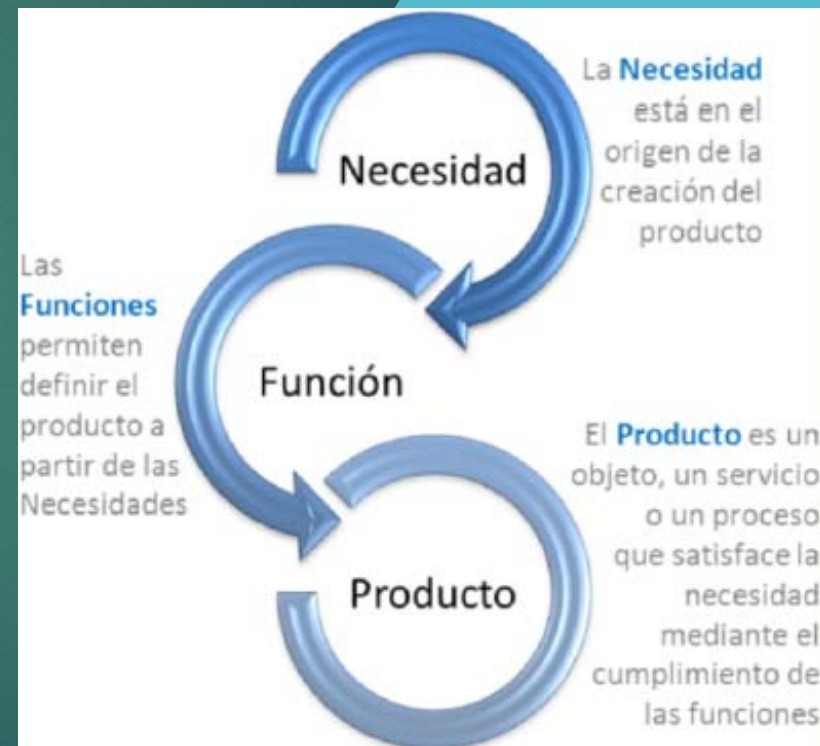 La Necesidad
está en el
origen de la
creación del
producto
Necesidad
Las
Funciones
permiten
definir el
producto a
partir de las
Necesidades
Función
El Producto es un
objeto, un servicio
o un proceso
que satisface la
necesidad
mediante el
cumplimiento de
las funciones
Producto